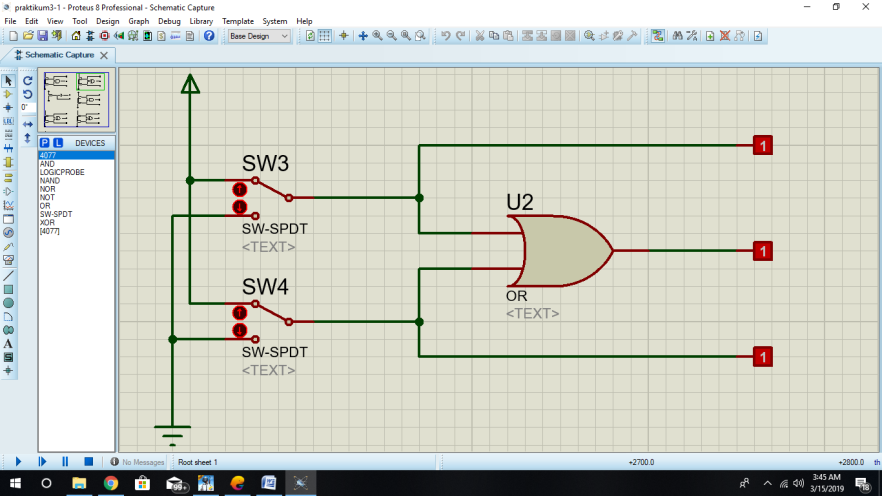 praktikum3-1 - Proteus 8 Professional - Schematic Capture
File Edit View Tool Design Graph Debug Library Template System Help
Base Design
Schematic Capture
0°
P L DEVICES
4077
AND
LOGICPROBE
NAND
NOR
NOT
OR
SW-SPDT
XOR
[4077]
LBL
A
SW3
SW-SPDT
<TEXT>
SW4
SW-SPDT
<TEXT>
U2
OR
<TEXT>
1
1
1
No Messages
Root sheet 1
+2700.0
+2800.0 th
99+
3:45 AM
3/15/2019
18